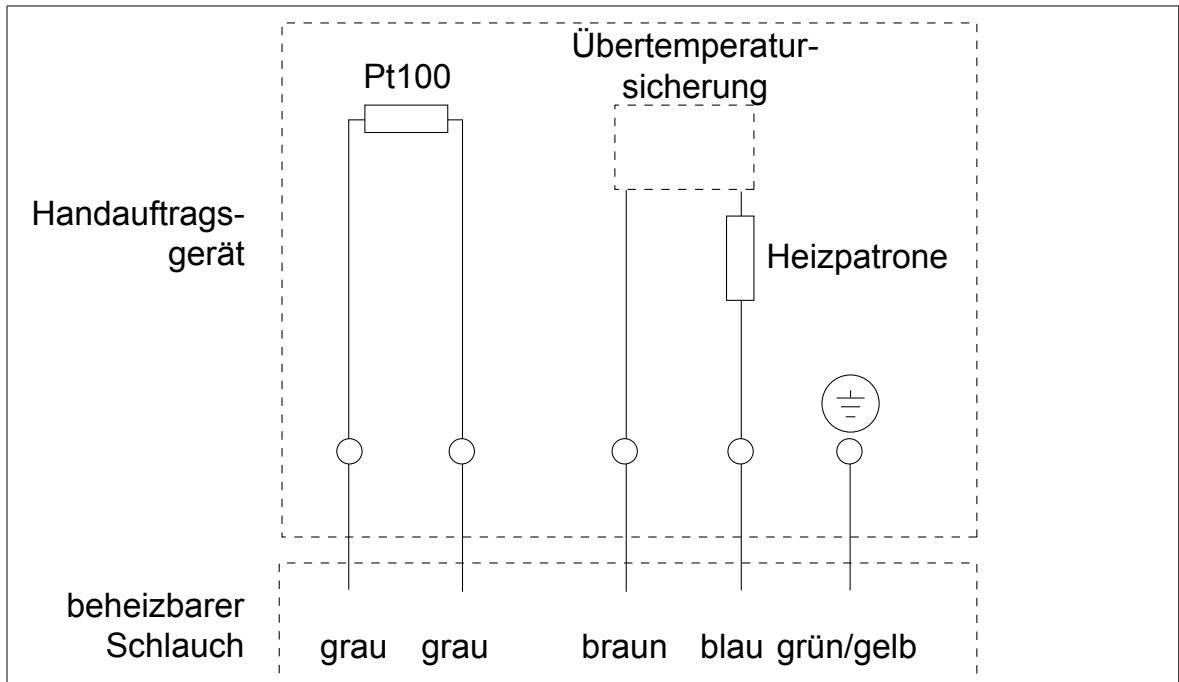 Übertemperatur-
sicherung
Pt100
Handauftrags-
gerät
Heizpatrone
beheizbarer
Schlauch
grau grau braun blau grün/gelb